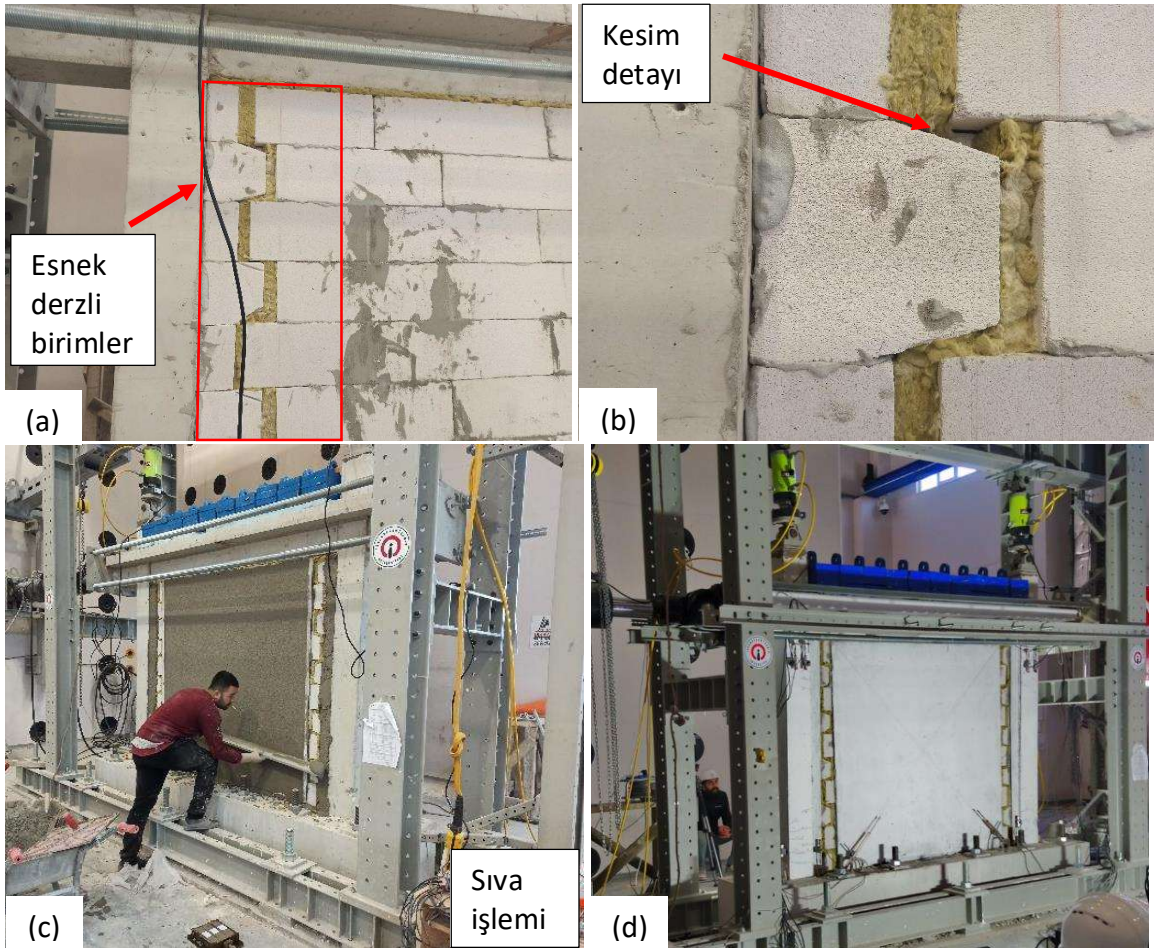 Esnek
derzli
birimler
(a)
Kesim
detayı
(b)
Sıva
işlemi
(c)
(d)